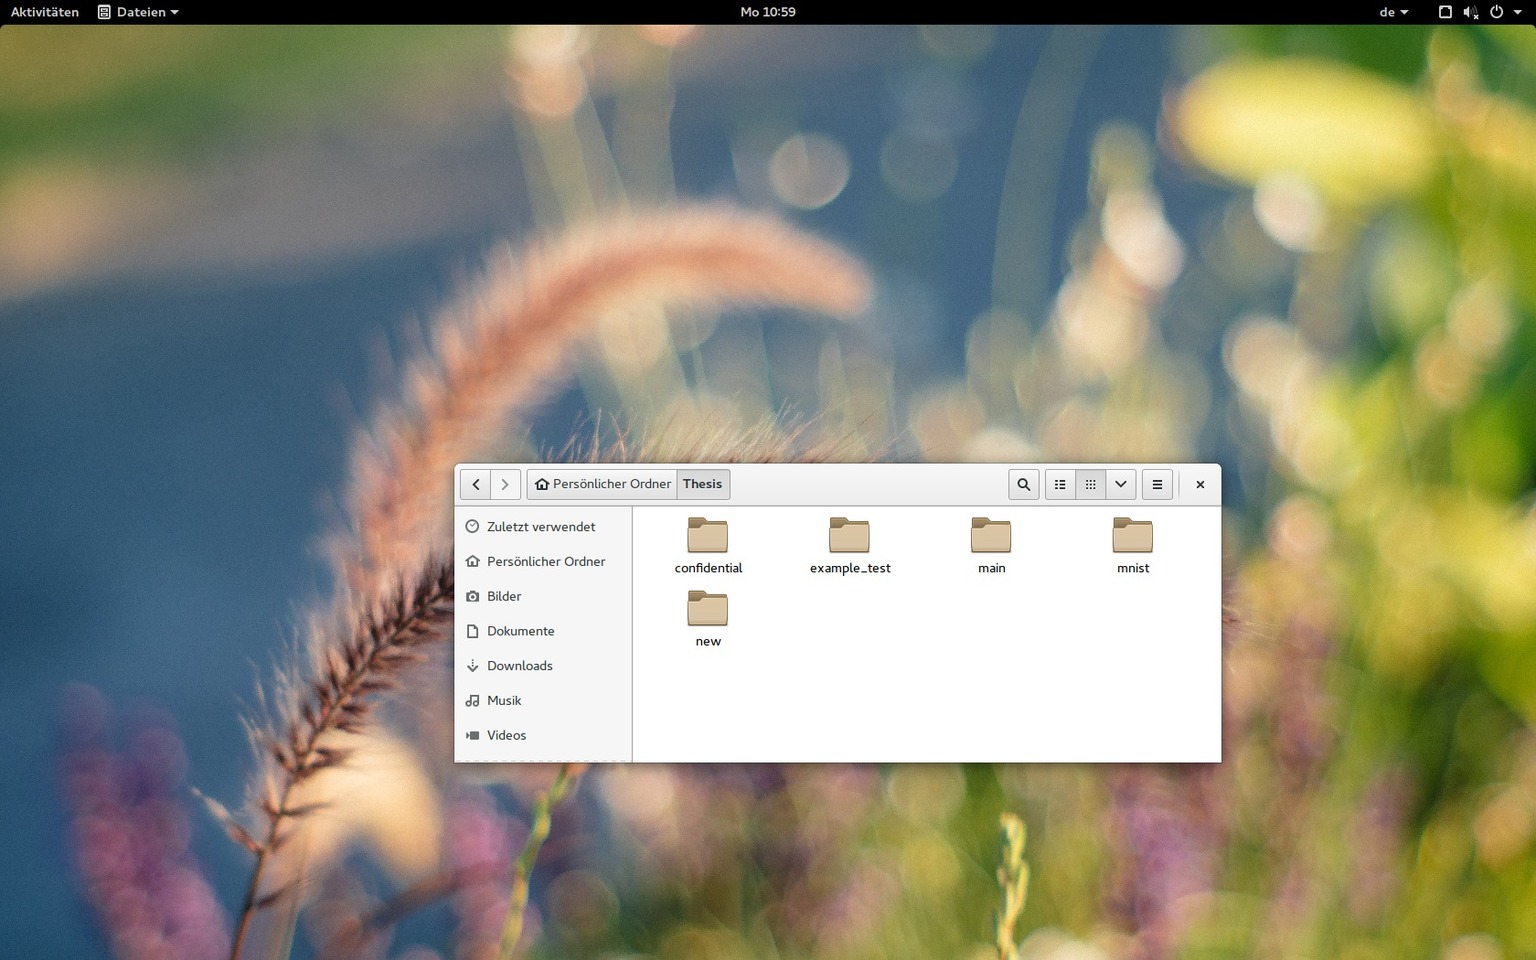 Aktivitäten Dateien Mo 10:59 de
Persönlicher Ordner Thesis
Zuletzt verwendet
Persönlicher Ordner
Bilder
Dokumente
Downloads
Musik
Videos
confidential example_test main mnist
new